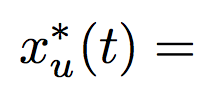 x_u^*(t) =